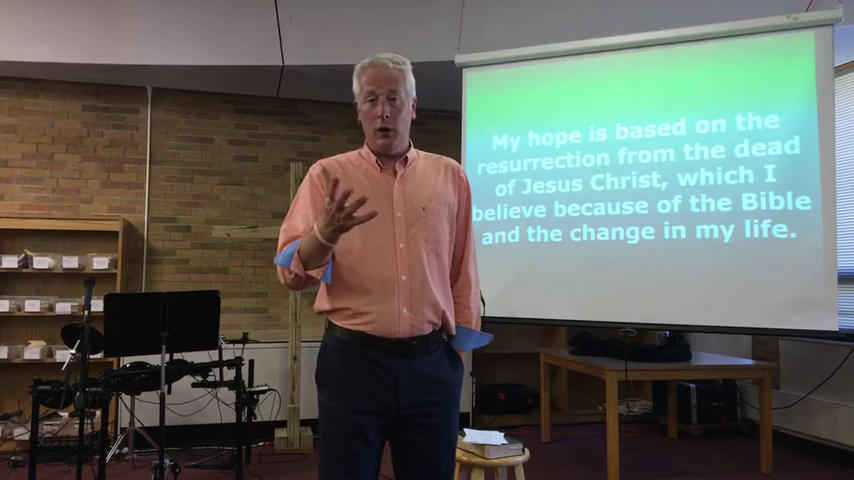 My hope is based on the
resurrection from the dead
of Jesus Christ, which I
believe because of the Bible
and the change in my life.